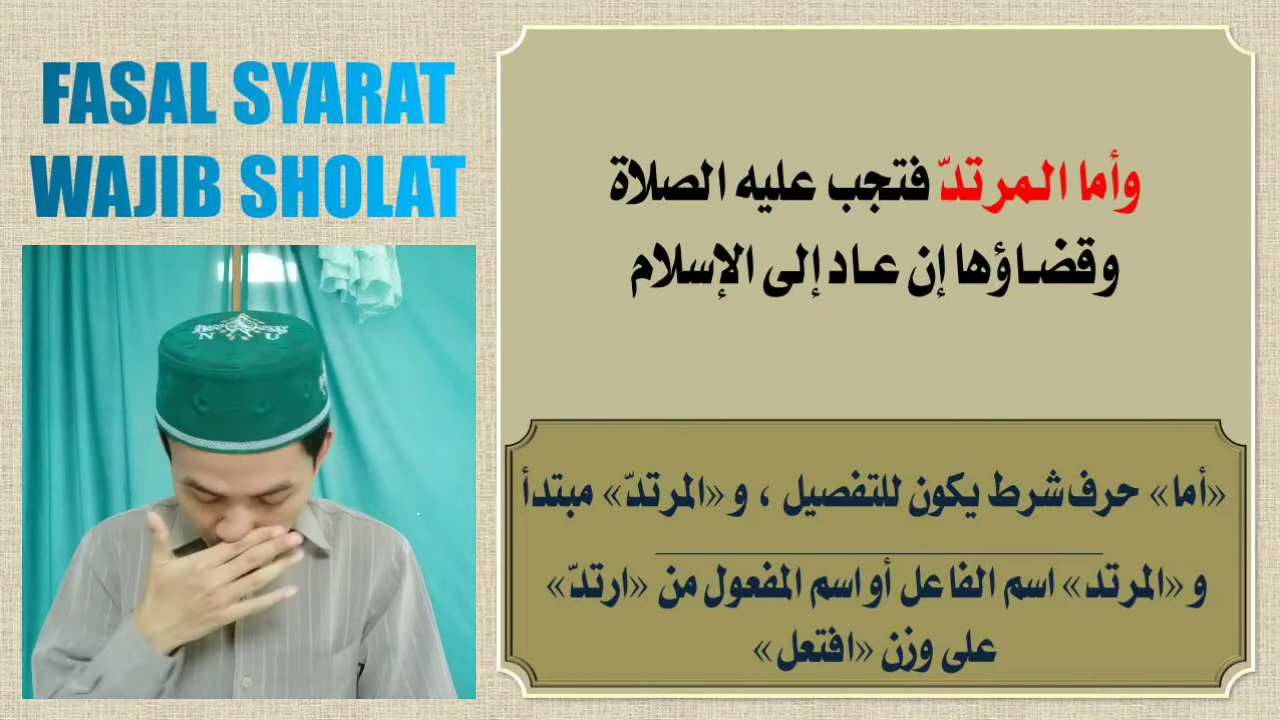 FASAL SYARAT
WAJIB SHOLAT
وأما المرتدّ فتجب عليه الصلاة
وقضاؤها إن عاد إلى الإسلام
«أما» حرف شرط يكون للتفصيل ، و «المرتدّ» مبتدأ
و «المرتد» اسم الفاعل أو اسم المفعول من «ارتدّ»
على وزن «افتعل»
N U